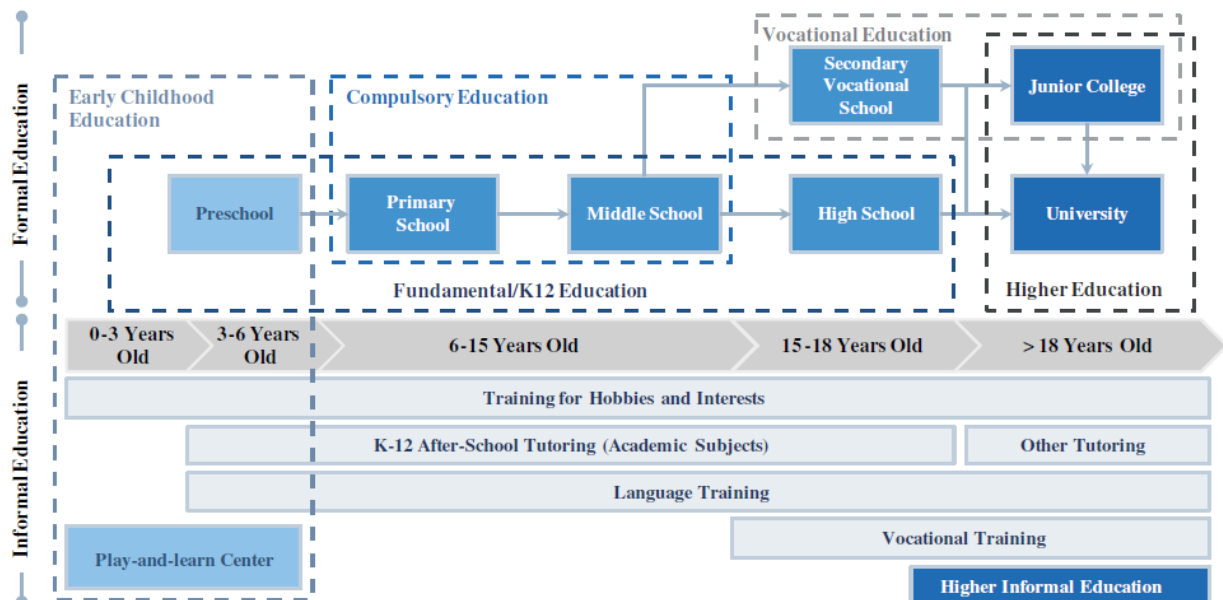 Formal Education
Vocational Education
Early Childhood
Education
Compulsory Education
Secondary
Vocational
School
Junior College
Preschool
Primary
School
Middle School
High School
University
Fundamental/K12 Education
Higher Education
Informal Education
0-3 Years
Old
3-6 Years
Old
6-15 Years Old
15-18 Years Old
> 18 Years Old
Training for Hobbies and Interests
K-12 After-School Tutoring (Academic Subjects)
Other Tutoring
Language Training
Vocational Training
Play-and-learn Center
Higher Informal Education